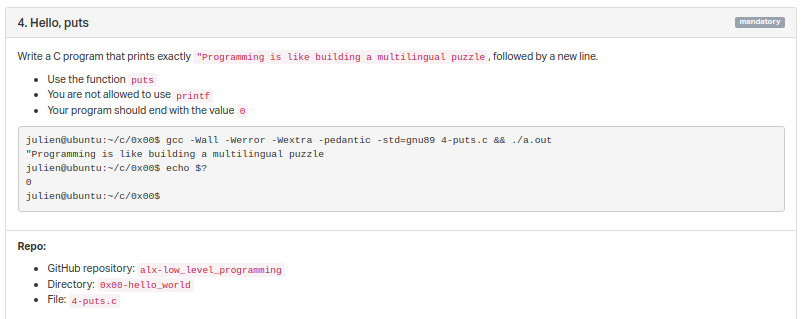 4. Hello, puts
mandatory
Write a C program that prints exactly "Programming is like building a multilingual puzzle, followed by a new line.
Use the function puts
You are not allowed to use printf
Your program should end with the value 0
julien@ubuntu:~/c/0x00$ gcc -Wall -Werror -Wextra -pedantic -std=gnu89 4-puts.c && ./a.out
"Programming is like building a multilingual puzzle
julien@ubuntu:~/c/0x00$ echo $?
0
julien@ubuntu:~/c/0x00$
Repo:
GitHub repository: alx-low_level_programming
Directory: 0x00-hello_world
File: 4-puts.c